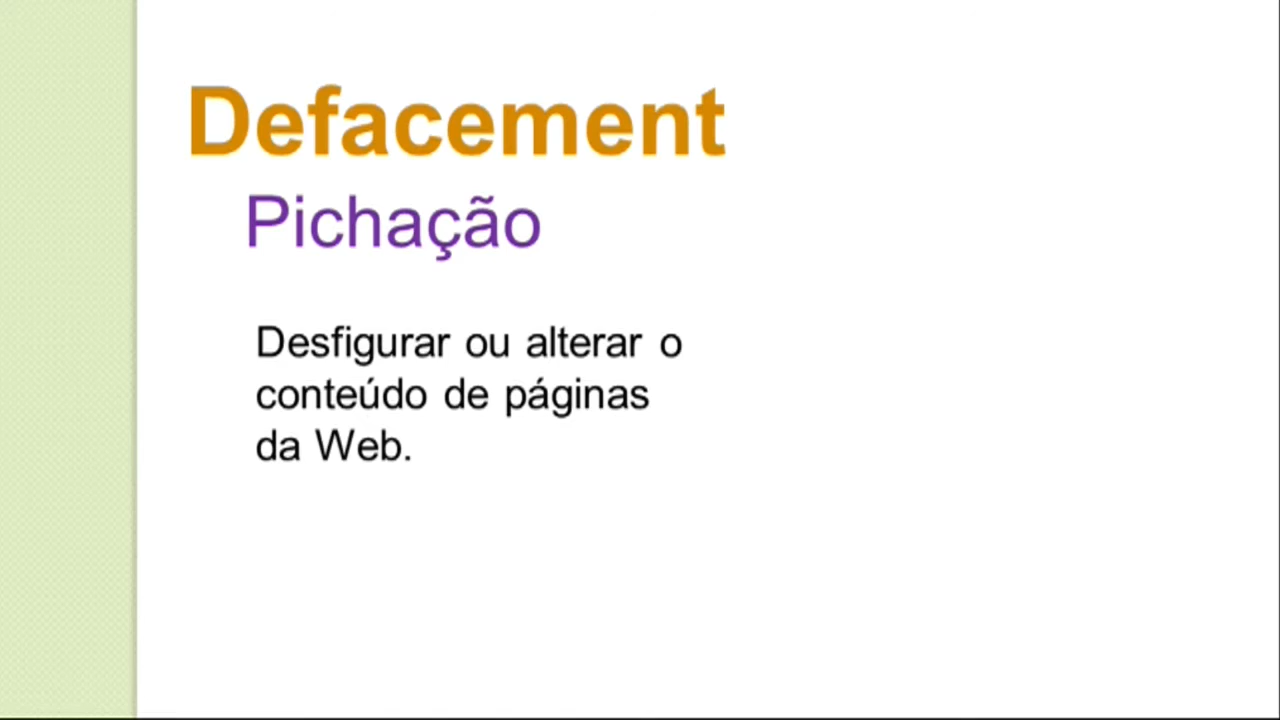 Defacement
Pichação
Desfigurar ou alterar o
conteúdo de páginas
da Web.